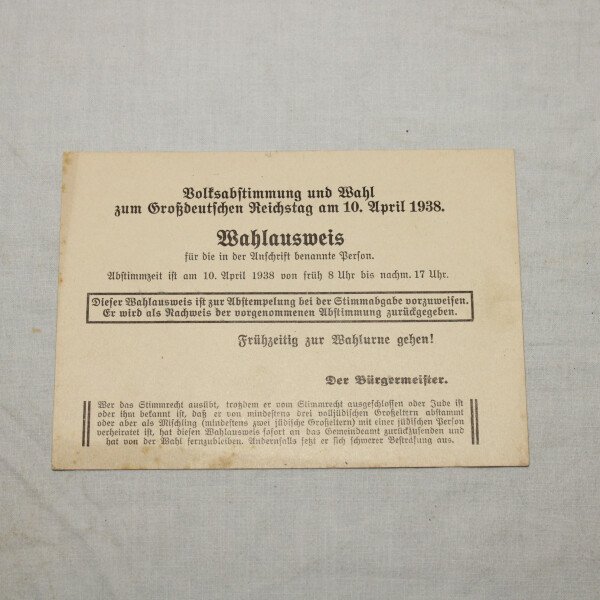 Volksabstimmung und Wahl
zum Großdeutschen Reichstag am 10. April 1938.
Wahlausweis
für die in der Anschrift benannte Person.
Abstimmzeit ist am 10. April 1938 von früh 8 Uhr bis nachm. 17 Uhr.
Dieser Wahlausweis ist zur Abstempelung bei der Stimmabgabe vorzuweisen.
Er wird als Nachweis der vorgenommenen Abstimmung zurückgegeben.
Frühzeitig zur Wahlurne gehen!
Der Bürgermeister.
Wer das Stimmrecht ausübt, trotzdem er vom Stimmrecht ausgeschlossen oder Jude ist
oder ihm bekannt ist, daß er von mindestens drei volljüdischen Großeltern abstammt
oder aber als Mischling (mindestens zwei jüdische Großeltern) mit einer jüdischen Person
verheiratet ist, hat diesen Wahlausweis sofort an das Gemeindeamt zurückzusenden und
hat von der Wahl fernzubleiben. Andernfalls setzt er sich schwerer Bestrafung aus.